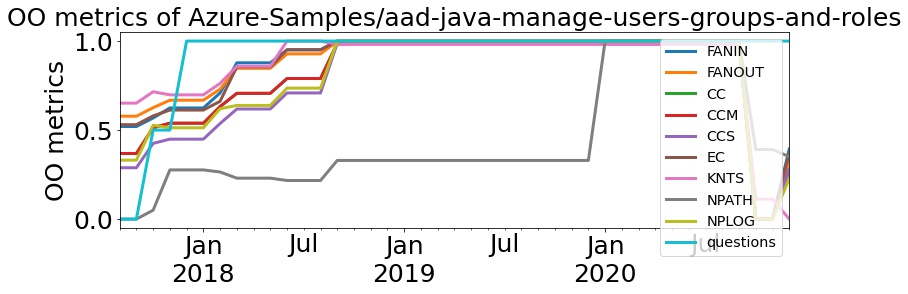 OO metrics of Azure-Samples/aad-java-manage-users-groups-and-roles
OO metrics
1.0
0.5
0.0
Jan
2018
Jul
Jan
2019
Jul
Jan
2020
Jul
FANIN
FANOUT
CC
CCM
CCS
EC
KNTS
NPATH
NPLOG
questions